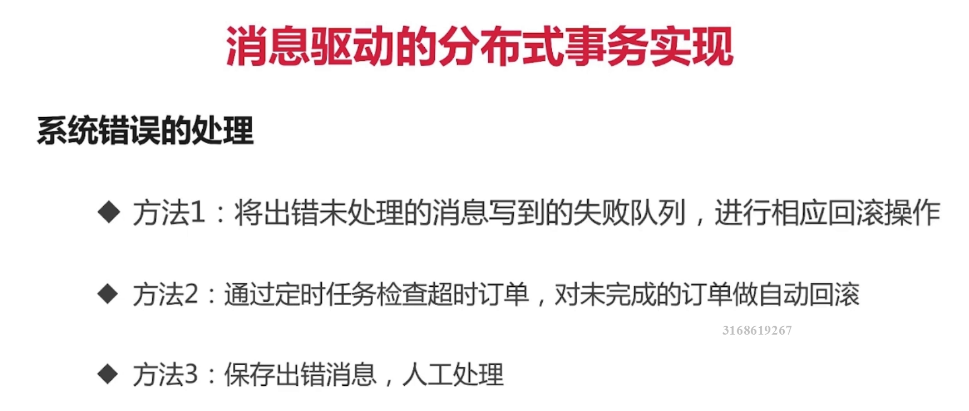 消息驱动的分布式事务实现
系统错误的处理
◆ 方法1：将出错未处理的消息写到的失败队列，进行相应回滚操作
◆ 方法2：通过定时任务检查超时订单，对未完成的订单做自动回滚
3168619267
◆ 方法3：保存出错消息，人工处理